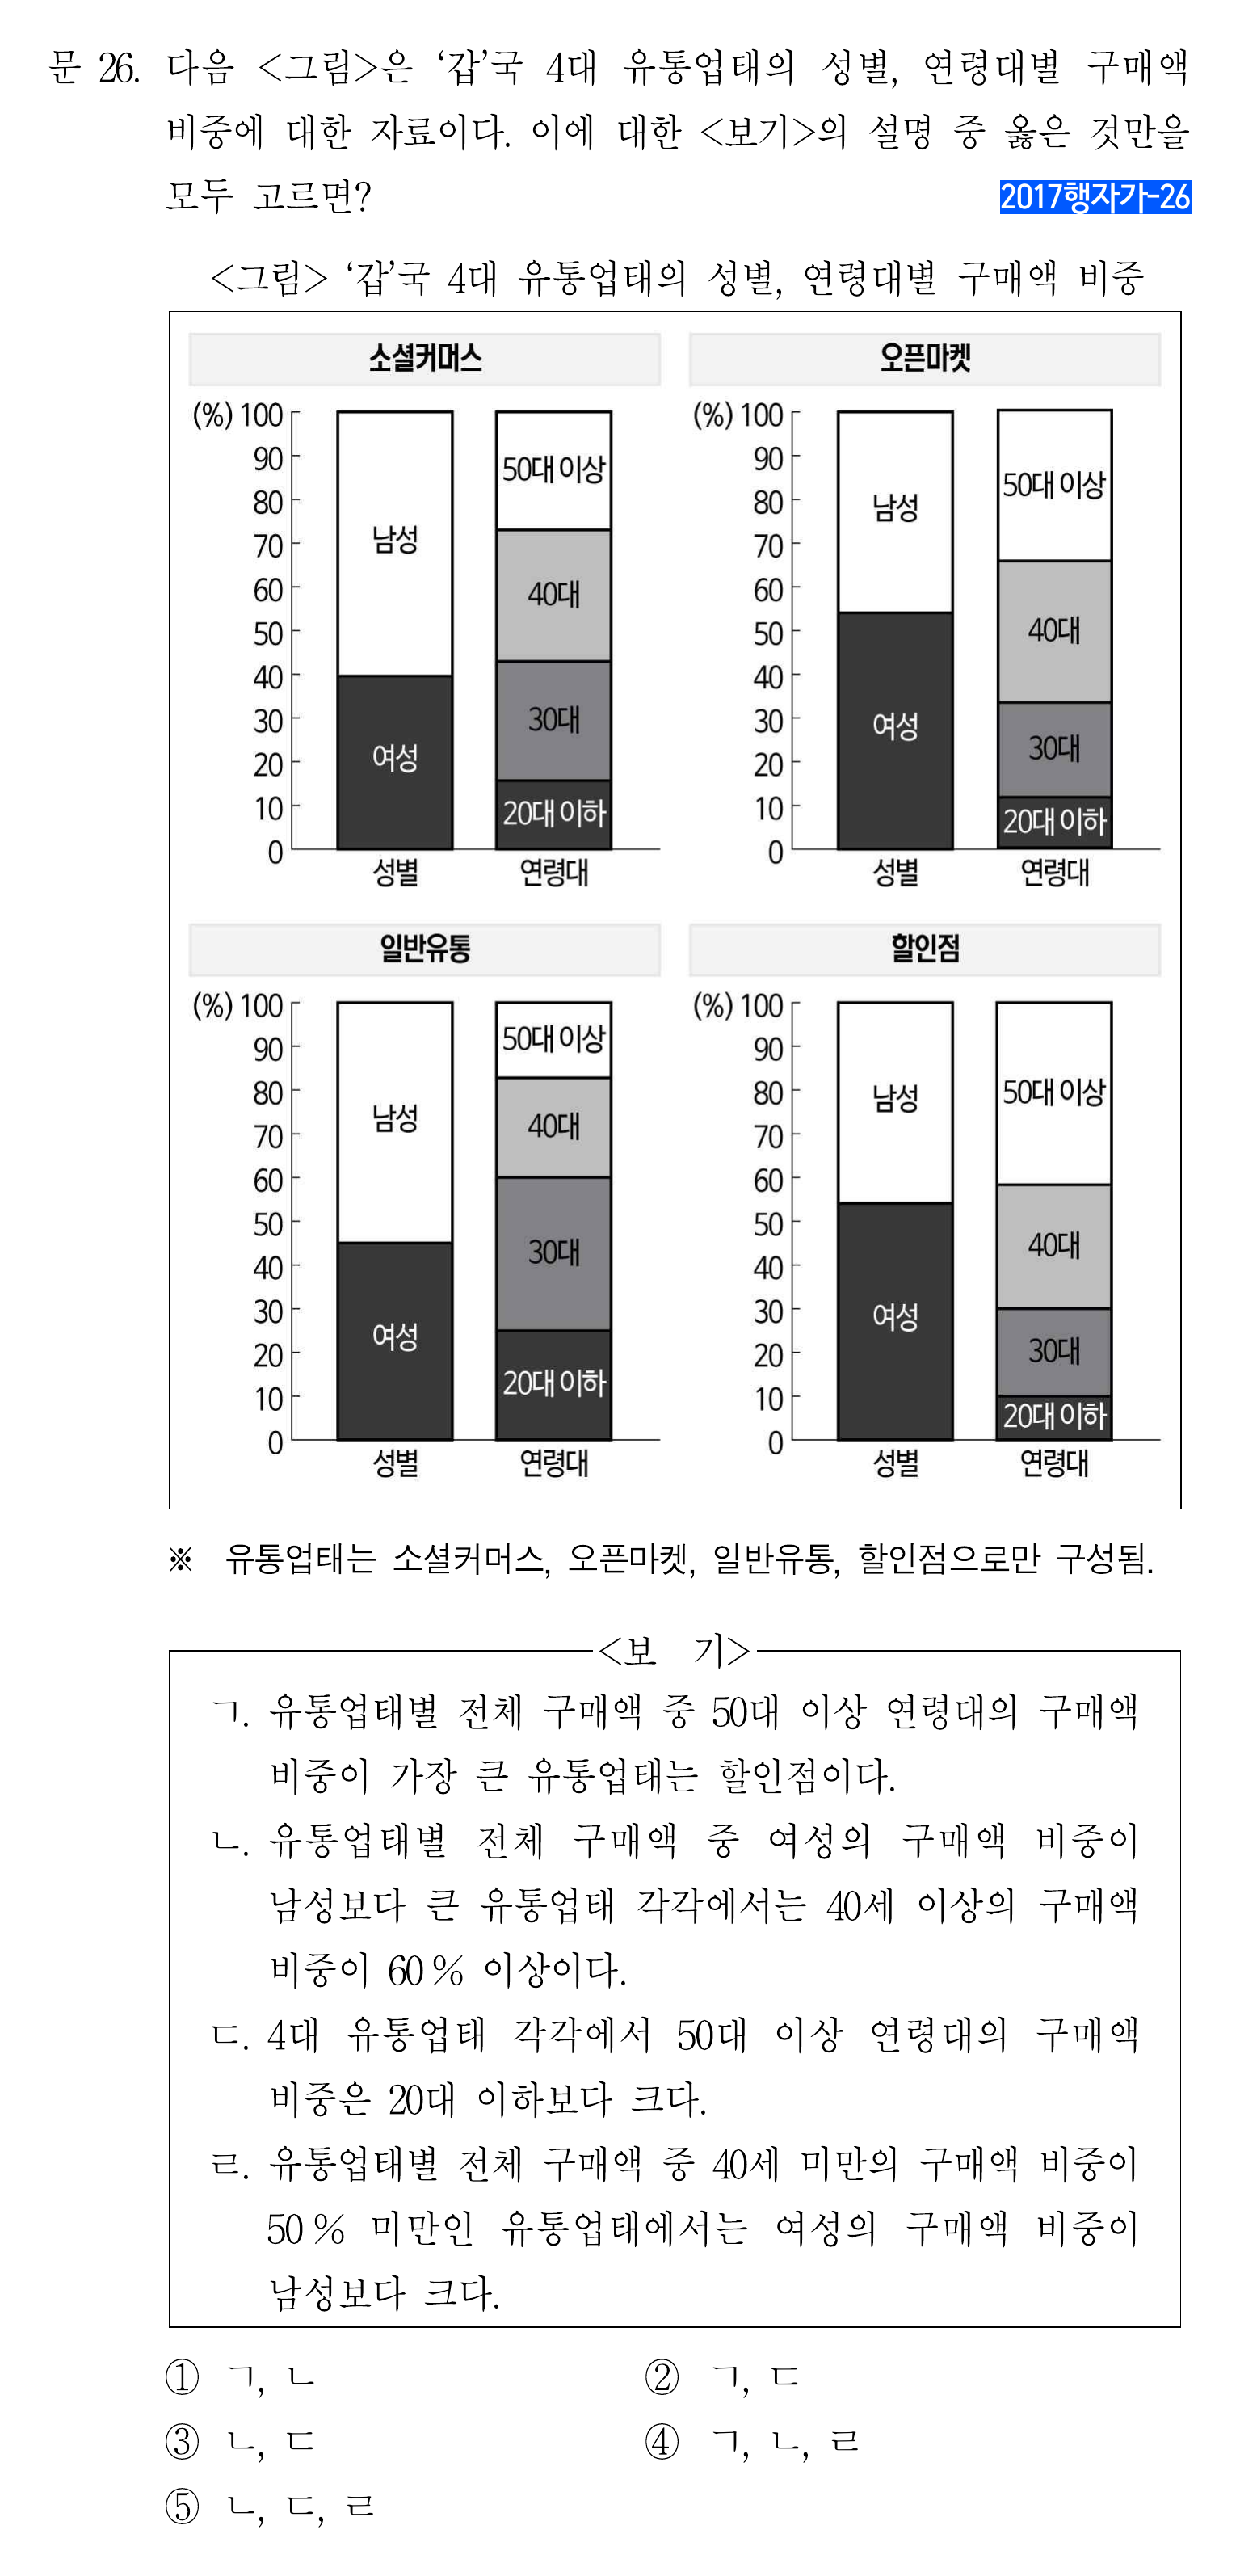 문 26. 다음 <그림>은 ‘갑’국 4대 유통업태의 성별, 연령대별 구매액
비중에 대한 자료이다. 이에 대한 <보기>의 설명 중 옳은 것만을
모두 고르면?
2017행자가-26
<그림> ‘갑’국 4대 유통업태의 성별, 연령대별 구매액 비중
소셜커머스
(%) 100
90
80
70
60
50
40
30
20
10
0
남성
여성
50대 이상
40대
30대
20대 이하
성별 연령대
오픈마켓
(%) 100
90
80
70
60
50
40
30
20
10
0
남성
여성
50대 이상
40대
30대
20대 이하
성별 연령대
일반유통
(%) 100
90
80
70
60
50
40
30
20
10
0
남성
여성
50대 이상
40대
30대
20대 이하
성별 연령대
할인점
(%) 100
90
80
70
60
50
40
30
20
10
0
남성
여성
50대 이상
40대
30대
20대 이하
성별 연령대
※ 유통업태는 소셜커머스, 오픈마켓, 일반유통, 할인점으로만 구성됨.
<보 기>
ㄱ. 유통업태별 전체 구매액 중 50대 이상 연령대의 구매액
비중이 가장 큰 유통업태는 할인점이다.
ㄴ. 유통업태별 전체 구매액 중 여성의 구매액 비중이
남성보다 큰 유통업태 각각에서는 40세 이상의 구매액
비중이 60% 이상이다.
ㄷ. 4대 유통업태 각각에서 50대 이상 연령대의 구매액
비중은 20대 이하보다 크다.
ㄹ. 유통업태별 전체 구매액 중 40세 미만의 구매액 비중이
50% 미만인 유통업태에서는 여성의 구매액 비중이
남성보다 크다.
① ㄱ, ㄴ ② ㄱ, ㄷ
③ ㄴ, ㄷ ④ ㄱ, ㄴ, ㄹ
⑤ ㄴ, ㄷ, ㄹ